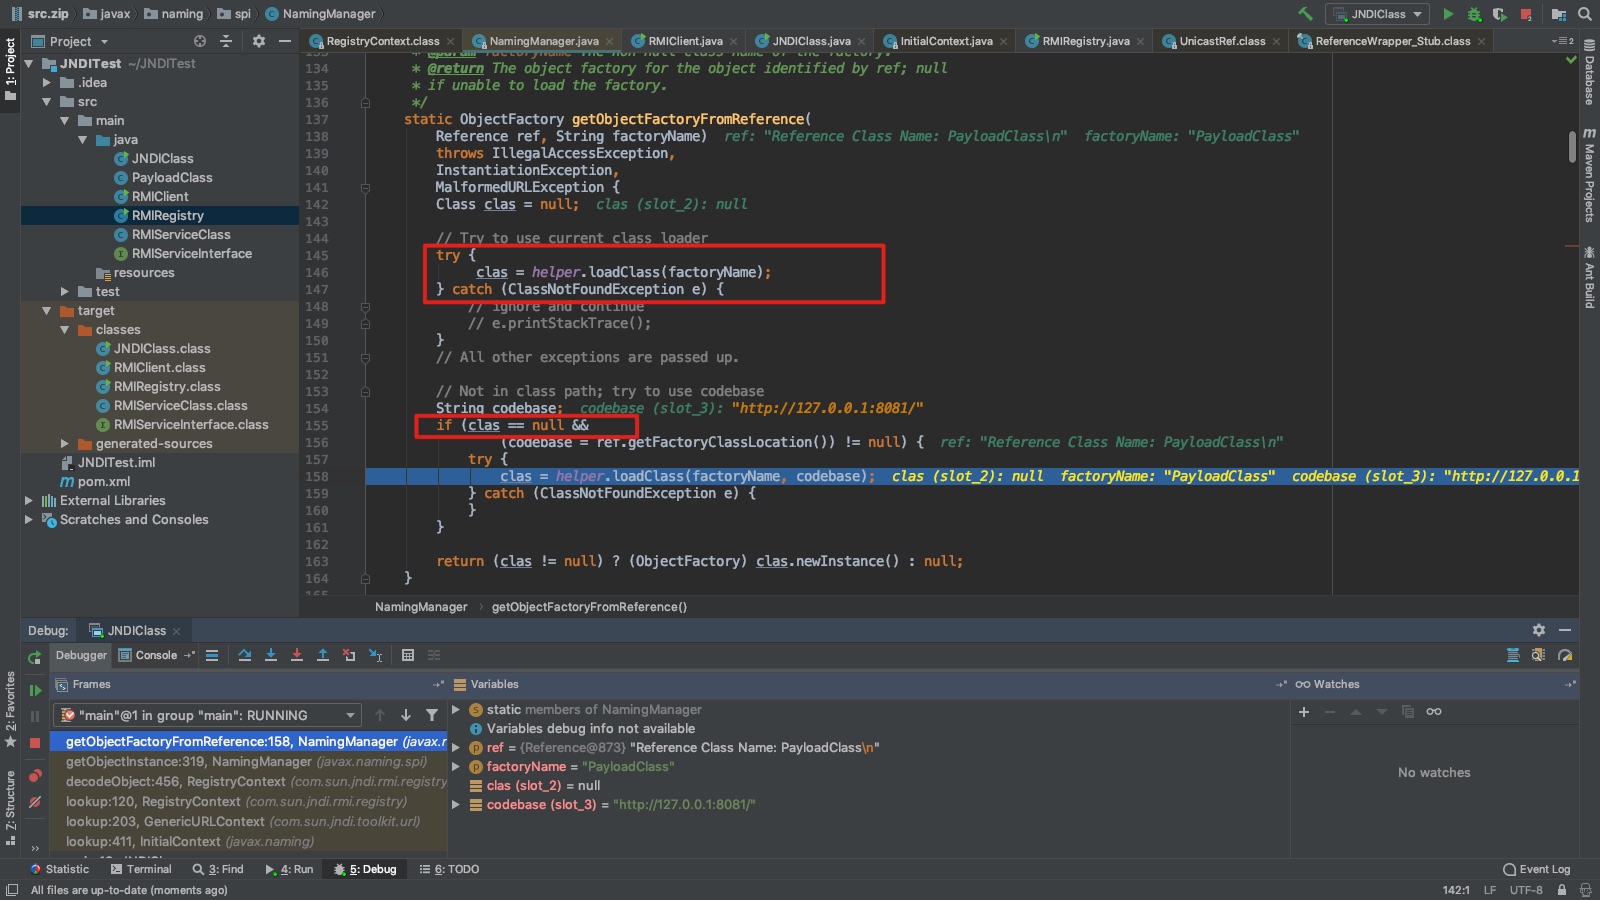 src.zip javax naming spi NamingManager
JNDIClass
Project
RegistryContext.class NamingManager.java RMIClient.java JNDIClass.java InitialContext.java RMIRegistry.java UnicastRef.class ReferenceWrapper_Stub.class
1: Project
JNDITest ~/JNDITest
.idea
src
main
java
JNDIClass
PayloadClass
RMIClient
RMIRegistry
RMIServiceClass
RMIServiceInterface
resources
test
target
classes
JNDIClass.class
RMIClient.class
RMIRegistry.class
RMIServiceClass.class
RMIServiceInterface.class
generated-sources
JNDITest.iml
pom.xml
External Libraries
Scratches and Consoles
134 * @return The object factory for the object identified by ref; null
135 * if unable to load the factory.
136 */
137 static ObjectFactory getObjectFactoryFromReference(
138 Reference ref, String factoryName) ref: "Reference Class Name: PayloadClass\n" factoryName: "PayloadClass"
139 throws IllegalAccessException,
140 InstantiationException,
141 MalformedURLException {
142 Class clas = null; clas (slot_2): null
143
144 // Try to use current class loader
145 try {
146 clas = helper.loadClass(factoryName);
147 } catch (ClassNotFoundException e) {
148 // ignore and continue
149 // e.printStackTrace();
150 }
151 // All other exceptions are passed up.
152
153 // Not in class path; try to use codebase
154 String codebase; codebase (slot_3): "http://127.0.0.1:8081/"
155 if (clas == null &&
156 (codebase = ref.getFactoryClassLocation()) != null) { ref: "Reference Class Name: PayloadClass\n"
157 try {
158 clas = helper.loadClass(factoryName, codebase); clas (slot_2): null factoryName: "PayloadClass" codebase (slot_3): "http://127.0.0.1
159 } catch (ClassNotFoundException e) {
160 }
161 }
162
163 return (clas != null) ? (ObjectFactory) clas.newInstance() : null;
164 }
NamingManager getObjectFactoryFromReference()
Database
Maven Projects
Ant Build
Debug: JNDIClass
Debugger Console
Frames
"main"@1 in group "main": RUNNING
getObjectFactoryFromReference:158, NamingManager (javax.r
getObjectInstance:319, NamingManager (javax.naming.spi)
decodeObject:456, RegistryContext (com.sun.jndi.rmi.registry
lookup:120, RegistryContext (com.sun.jndi.rmi.registry)
lookup:203, GenericURLContext (com.sun.jndi.toolkit.url)
lookup:411, InitialContext (javax.naming)
Variables
static members of NamingManager
Variables debug info not available
ref = {Reference@873} "Reference Class Name: PayloadClass\n"
factoryName = "PayloadClass"
clas (slot_2) = null
codebase (slot_3) = "http://127.0.0.1:8081/"
Watches
No watches
2: Favorites
7: Structure
Statistic Terminal 3: Find 4: Run 5: Debug 6: TODO Event Log
All files are up-to-date (moments ago) 142:1 LF UTF-8